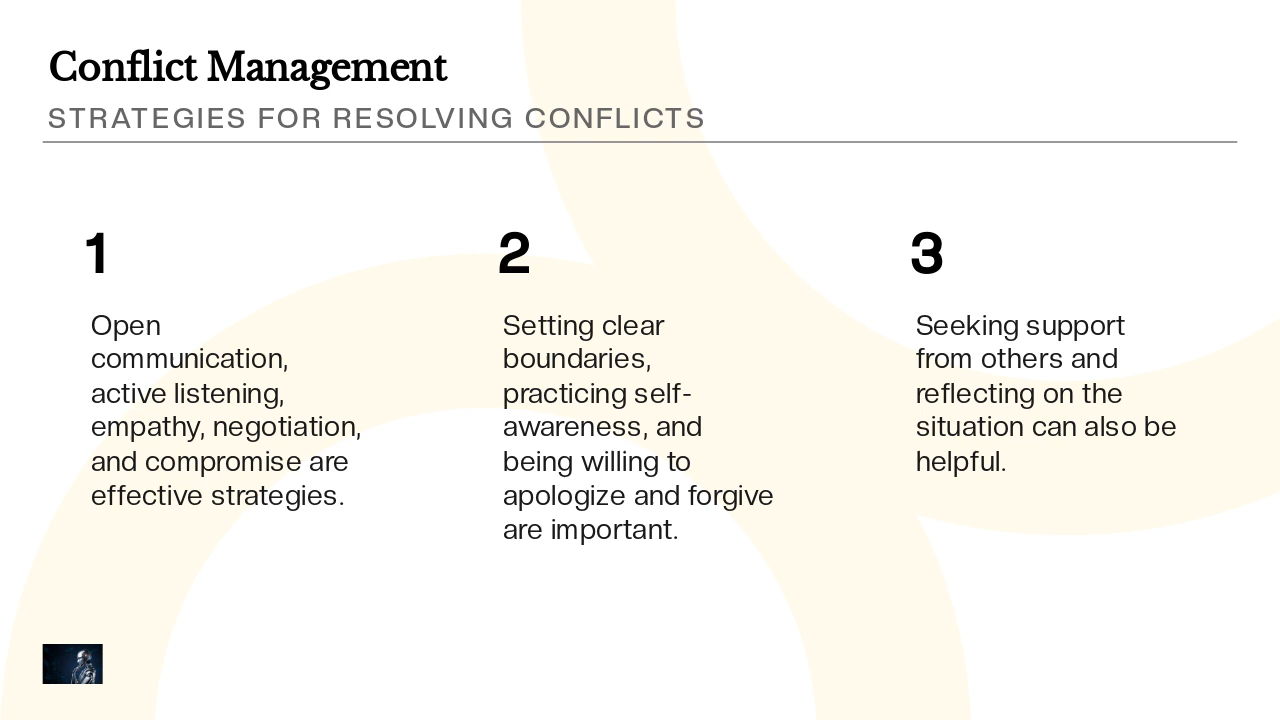 Conflict Management
STRATEGIES FOR RESOLVING CONFLICTS
1
Open
communication,
active listening,
empathy, negotiation,
and compromise are
effective strategies.
2
Setting clear
boundaries,
practicing self-
awareness, and
being willing to
apologize and forgive
are important.
3
Seeking support
from others and
reflecting on the
situation can also be
helpful.